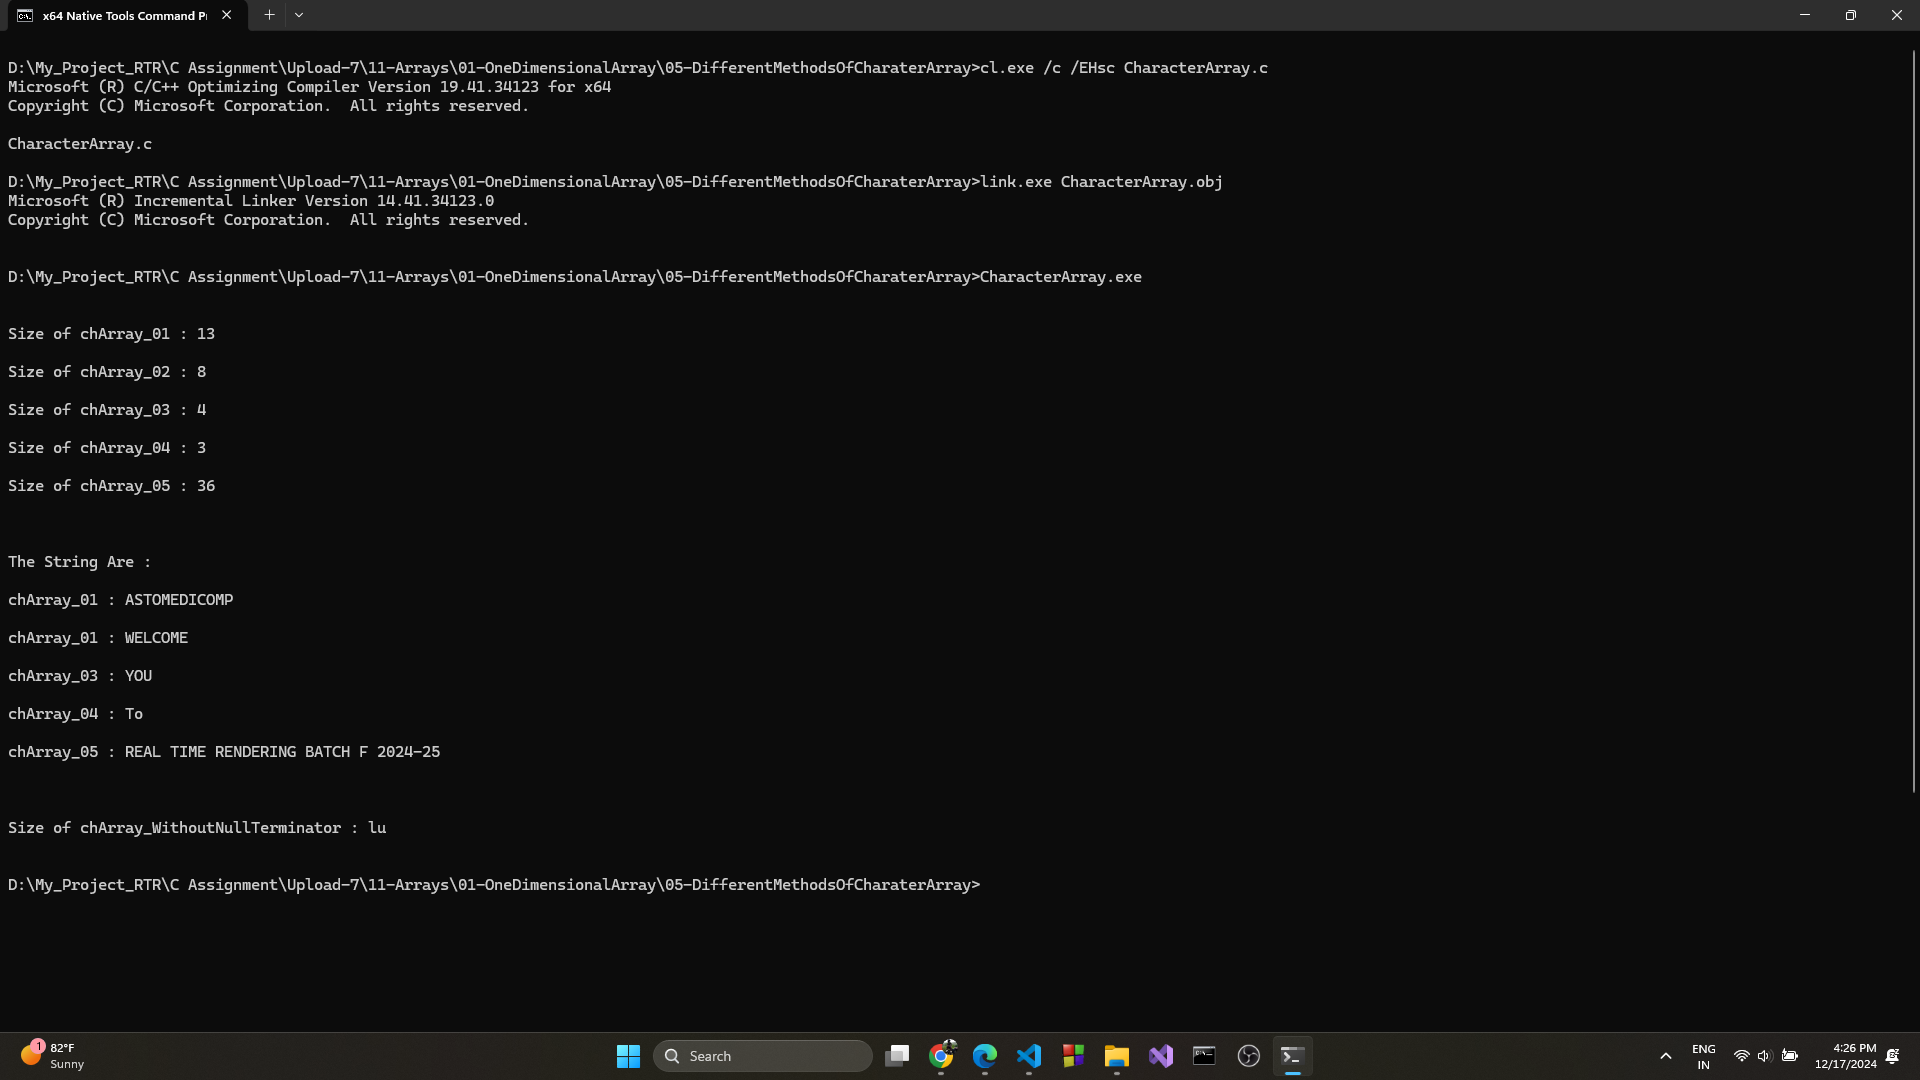 x64 Native Tools Command P
D:\My_Project_RTR\C Assignment\Upload-7\11-Arrays\01-OneDimensionalArray\05-DifferentMethodsOfCharaterArray>cl.exe /c /EHsc CharacterArray.c
Microsoft (R) C/C++ Optimizing Compiler Version 19.41.34123 for x64
Copyright (C) Microsoft Corporation.  All rights reserved.
CharacterArray.c
D:\My_Project_RTR\C Assignment\Upload-7\11-Arrays\01-OneDimensionalArray\05-DifferentMethodsOfCharaterArray>link.exe CharacterArray.obj
Microsoft (R) Incremental Linker Version 14.41.34123.0
Copyright (C) Microsoft Corporation.  All rights reserved.
D:\My_Project_RTR\C Assignment\Upload-7\11-Arrays\01-OneDimensionalArray\05-DifferentMethodsOfCharaterArray>CharacterArray.exe
Size of chArray_01 : 13
Size of chArray_02 : 8
Size of chArray_03 : 4
Size of chArray_04 : 3
Size of chArray_05 : 36
The String Are :
chArray_01 : ASTOMEDICOMP
chArray_01 : WELCOME
chArray_03 : YOU
chArray_04 : To
chArray_05 : REAL TIME RENDERING BATCH F 2024-25
Size of chArray_WithoutNullTerminator : lu
D:\My_Project_RTR\C Assignment\Upload-7\11-Arrays\01-OneDimensionalArray\05-DifferentMethodsOfCharaterArray>
1
82°F
Sunny
Search
ENG
IN
4:26 PM
12/17/2024